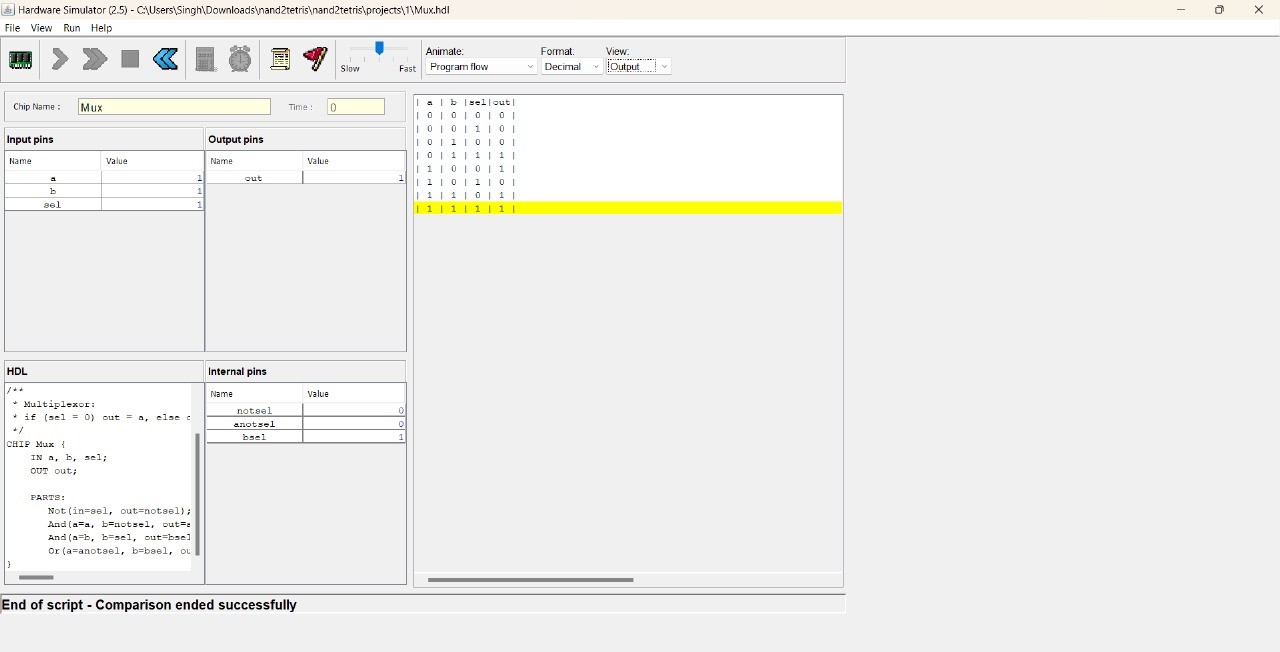 Hardware Simulator (2.5) - C:\Users\Singh\Downloads\nand2tetris\nand2tetris\projects\1\Mux.hdl
File View Run Help
Slow Fast
Animate: Format: View:
Program flow Decimal Output
Chip Name : Mux Time : 0
Input pins
Name Value
a 1
b 1
sel 1
Output pins
Name Value
out 1
| a | b |sel|out|
| 0 | 0 | 0 | 0 |
| 0 | 0 | 1 | 0 |
| 0 | 1 | 0 | 0 |
| 0 | 1 | 1 | 1 |
| 1 | 0 | 0 | 1 |
| 1 | 0 | 1 | 0 |
| 1 | 1 | 0 | 1 |
| 1 | 1 | 1 | 1 |
HDL
/**
* Multiplexor:
* if (sel = 0) out = a, else
*/
CHIP Mux {
IN a, b, sel;
OUT out;
PARTS:
Not(in=sel, out=notsel);
And(a=a, b=notsel, out=a
And(a=b, b=sel, out=bsel
Or(a=anotsel, b=bsel, ou
}
Internal pins
Name Value
notsel 0
anotsel 0
bsel 1
End of script - Comparison ended successfully